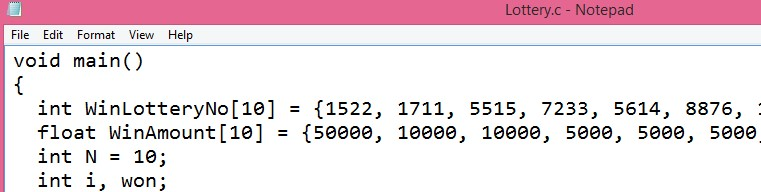 Lottery.c - Notepad
File Edit Format View Help
void main()
{
int WinLotteryNo[10] = {1522, 1711, 5515, 7233, 5614, 8876,
float WinAmount[10] = {50000, 10000, 10000, 5000, 5000, 5000,
int N = 10;
int i, won;